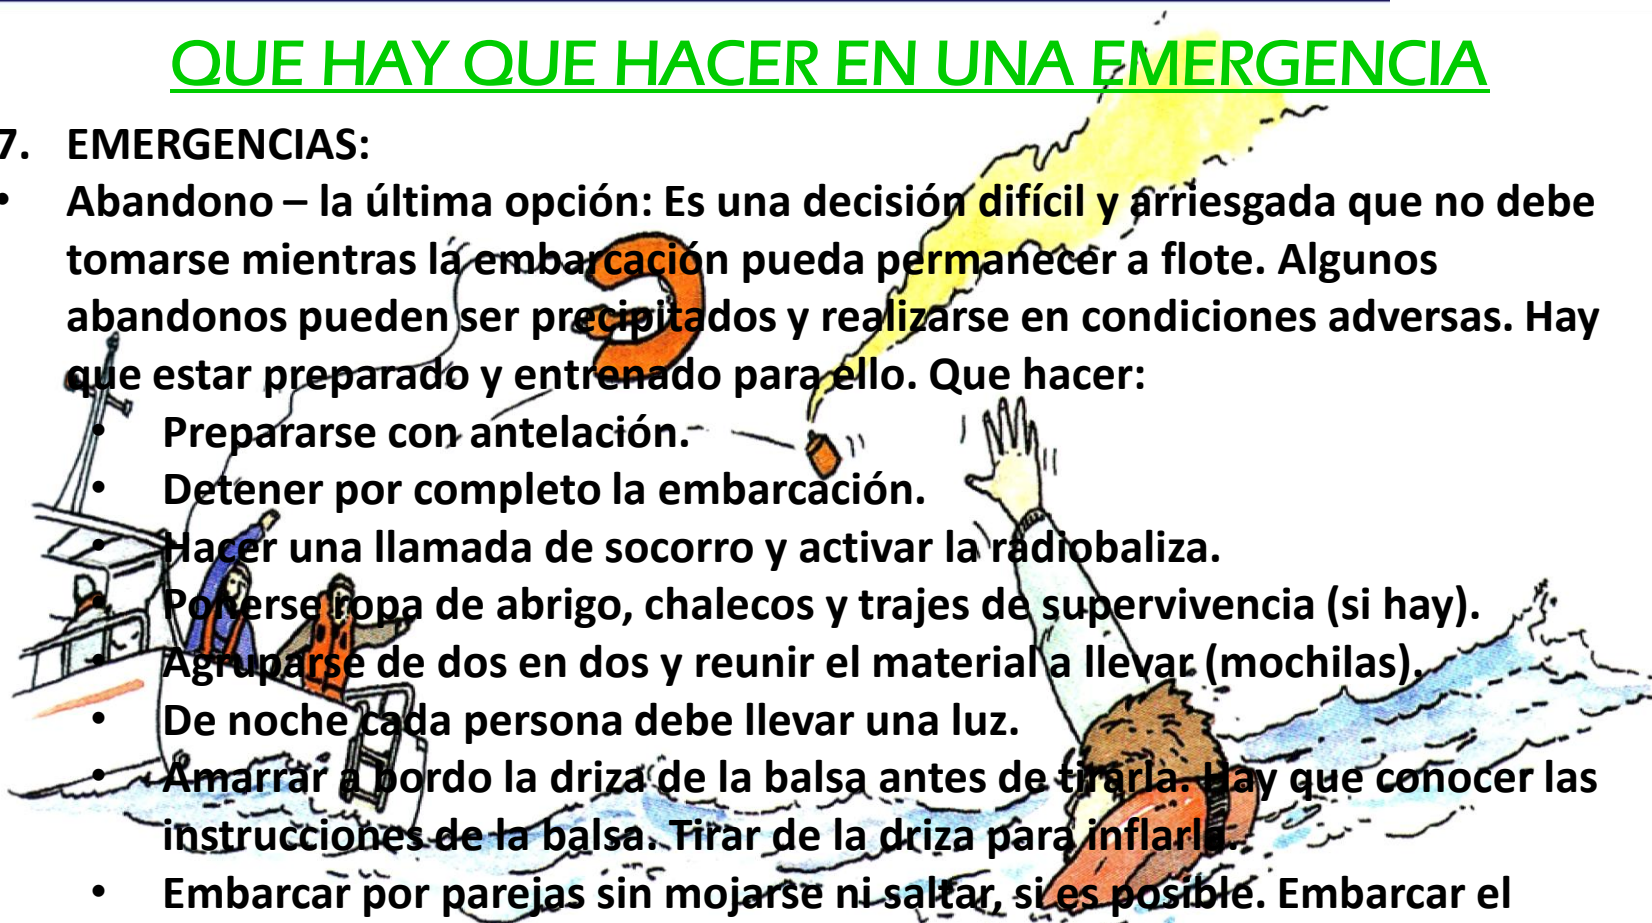 QUE HAY QUE HACER EN UNA EMERGENCIA
7. EMERGENCIAS:
• Abandono – la última opción: Es una decisión difícil y arriesgada que no debe
tomarse mientras la embarcación pueda permanecer a flote. Algunos
abandonos pueden ser precipitados y realizarse en condiciones adversas. Hay
que estar preparado y entrenado para ello. Que hacer:
• Prepararse con antelación.
• Detener por completo la embarcación.
• Hacer una llamada de socorro y activar la radiobaliza.
• Ponerse ropa de abrigo, chalecos y trajes de supervivencia (si hay).
• Agruparse de dos en dos y reunir el material a llevar (mochilas).
• De noche cada persona debe llevar una luz.
• Amarrar a bordo la driza de la balsa antes de tirarla. Hay que conocer las
instrucciones de la balsa. Tirar de la driza para inflarla.
• Embarcar por parejas sin mojarse ni saltar, si es posible. Embarcar el